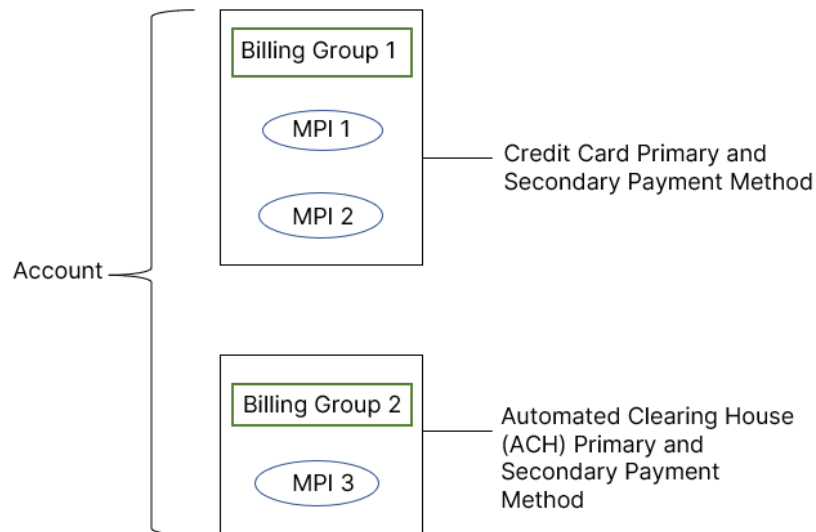 Billing Group 1
MPI 1
MPI 2
Credit Card Primary and
Secondary Payment Method
Account
Billing Group 2
MPI 3
Automated Clearing House
(ACH) Primary and
Secondary Payment
Method